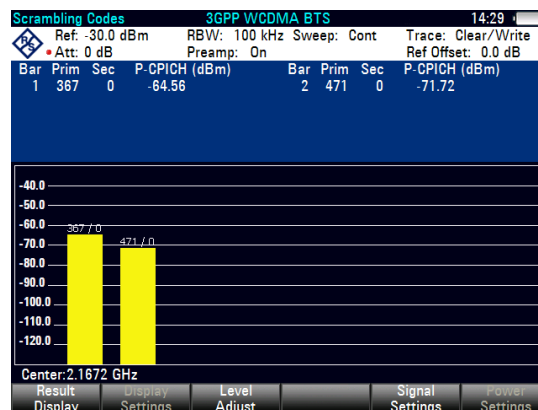 Scrambling Codes 3GPP WCDMA BTS 14:29
Ref: -30.0 dBm RBW: 100 kHz Sweep: Cont Trace: Clear/Write
Att: 0 dB Preamp: On Ref Offset: 0.0 dB
Bar Prim Sec P-CPICH (dBm) Bar Prim Sec P-CPICH (dBm)
1 367 0 -64.56 2 471 0 -71.72
-40.0
-50.0
-60.0
367 / 0
471 / 0
-70.0
-80.0
-90.0
-100.0
-110.0
-120.0
Center:2.1672 GHz
Result Display Level Signal Power
Display Settings Adjust Settings Settings